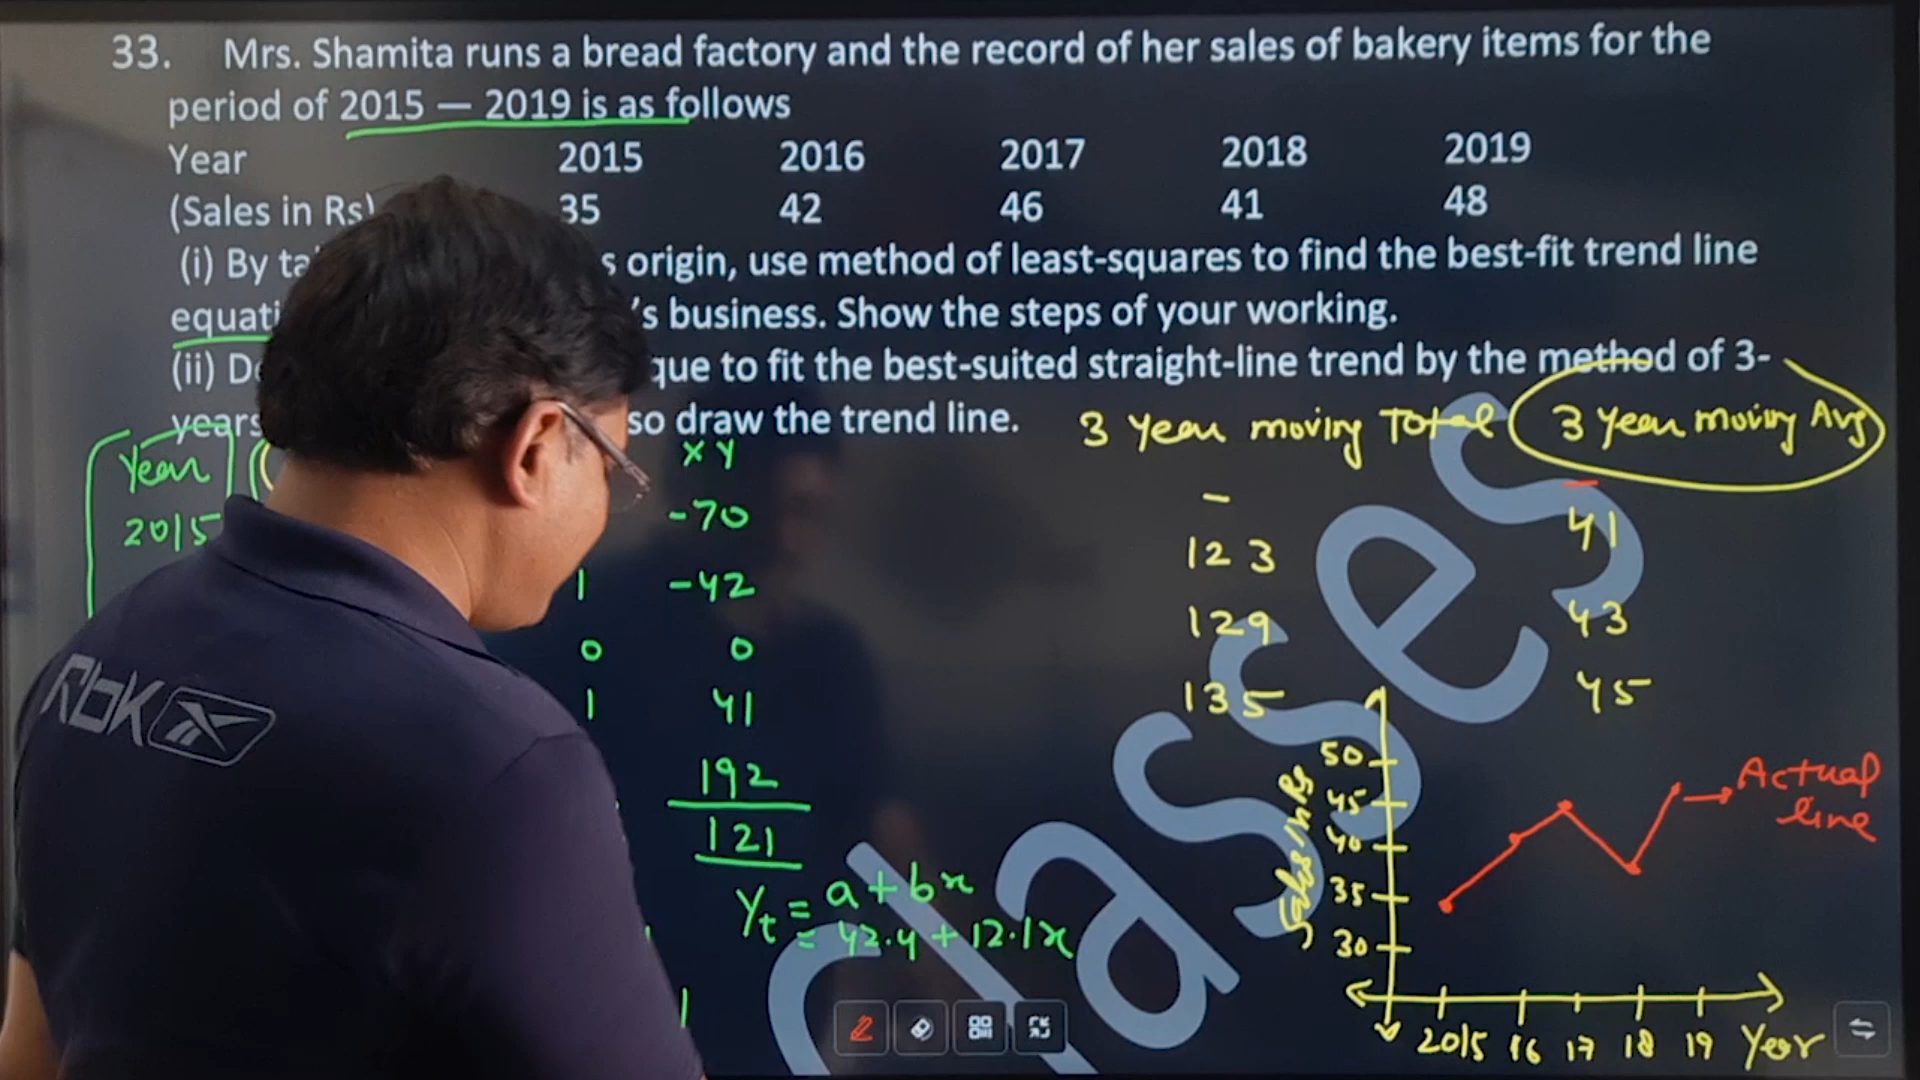 33. Mrs. Shamita runs a bread factory and the record of her sales of bakery items for the
period of 2015 — 2019 is as follows
Year 2015 2016 2017 2018 2019
(Sales in Rs) 35 42 46 41 48
(i) By s origin, use method of least-squares to find the best-fit trend line
equati 's business. Show the steps of your working.
(ii) que to fit the best-suited straight-line trend by the method of 3-
years so draw the trend line.
3 Year moving Total 3 Year moving Avg
Year x y
2015 -70 –
1 -42 123 41
0 0 129 43
1 41 135 45
192
121
Yt = a + bx
= 42.4 + 12.1x
50
45
40
35
30
Sales in Rs
2015 16 17 18 19 Year
Actual
line
RbK
classes